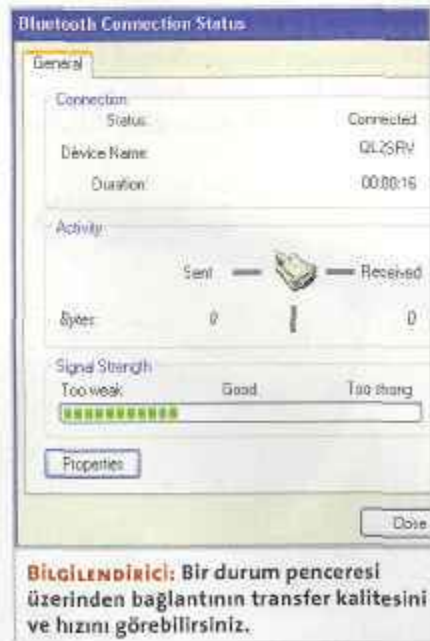 Bluetooth Connection Status
General
Connection
Status: Connected
Device Name: QL2SRV
Duration: 00:00:16
Activity
Sent Received
Bytes: 0 0
Signal Strength
Too weak Good Too strong
Properties
Close
BİLGİLENDİRİCİ: Bir durum penceresi
üzerinden bağlantının transfer kalitesini
ve hızını görebilirsiniz.